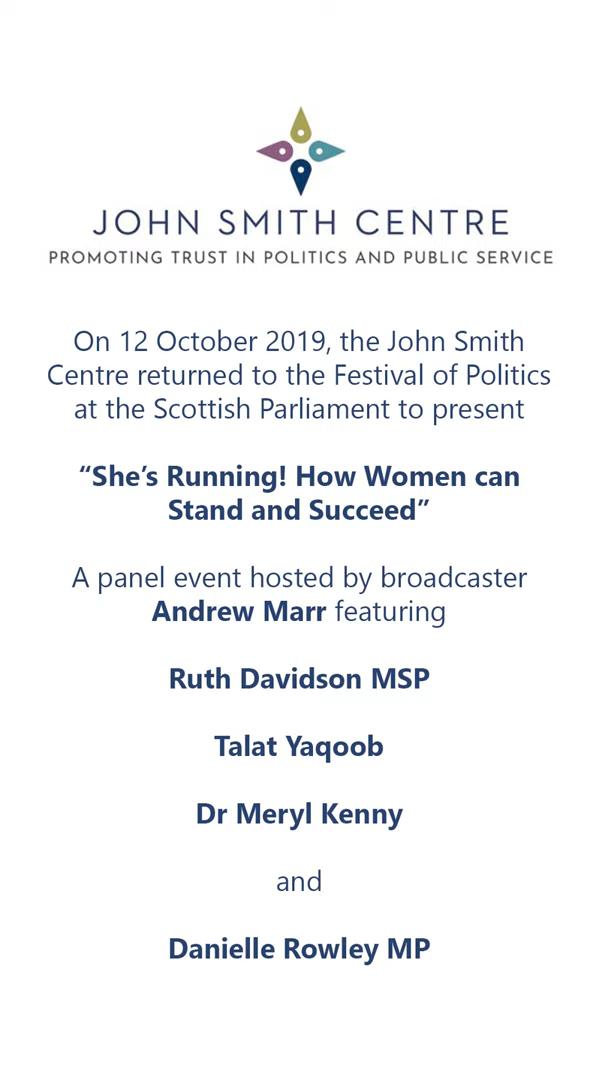 JOHN SMITH CENTRE
PROMOTING TRUST IN POLITICS AND PUBLIC SERVICE
On 12 October 2019, the John Smith
Centre returned to the Festival of Politics
at the Scottish Parliament to present
“She’s Running! How Women can
Stand and Succeed”
A panel event hosted by broadcaster
Andrew Marr featuring
Ruth Davidson MSP
Talat Yaqoob
Dr Meryl Kenny
and
Danielle Rowley MP